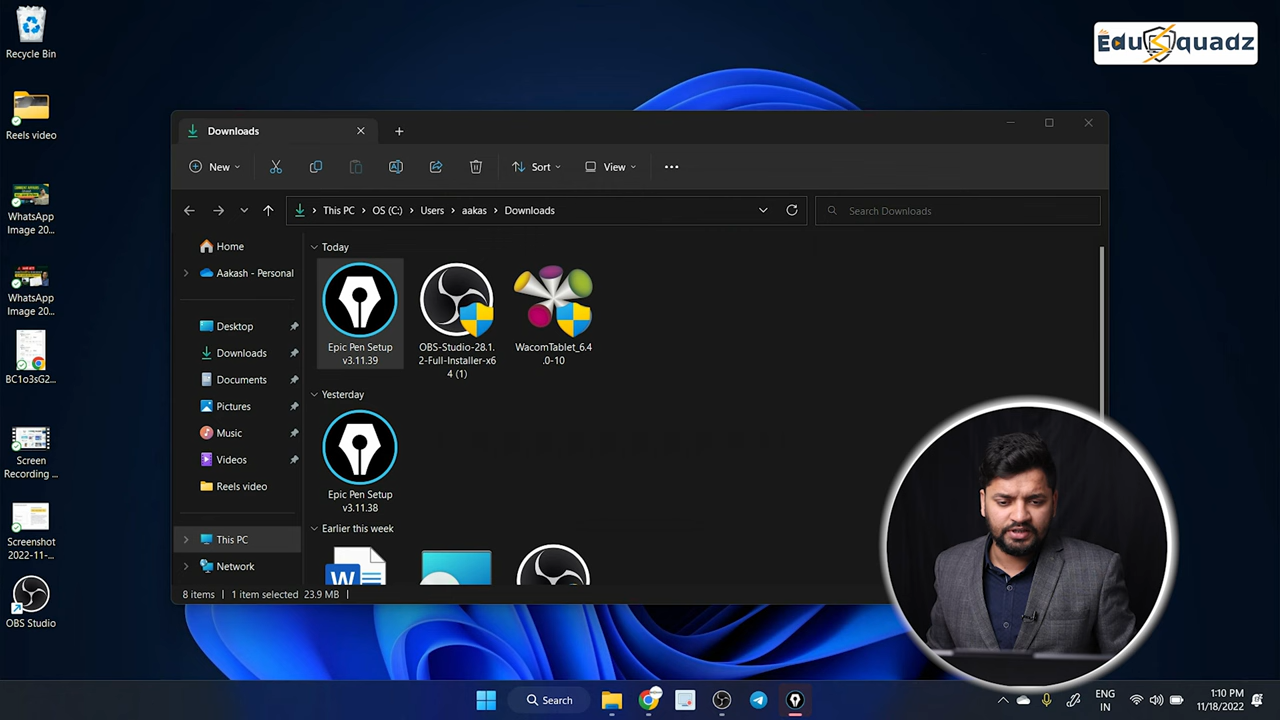 Recycle Bin
Reels video
WhatsApp
Image 20...
WhatsApp
Image 20...
BC1o3sG2...
Screen
Recording ...
Screenshot
2022-11-...
OBS Studio
EduSquadz
Downloads
New
Sort
View
This PC
OS (C:)
Users
aakas
Downloads
Search Downloads
Home
Aakash - Personal
Desktop
Downloads
Documents
Pictures
Music
Videos
Reels video
This PC
Network
Today
Epic Pen Setup
v3.11.39
OBS-Studio-28.1.
2-Full-Installer-x6
4 (1)
WacomTablet_6.4
.0-10
Yesterday
Epic Pen Setup
v3.11.38
Earlier this week
W
8 items
1 item selected 23.9 MB
Search
ENG
IN
1:10 PM
11/18/2022